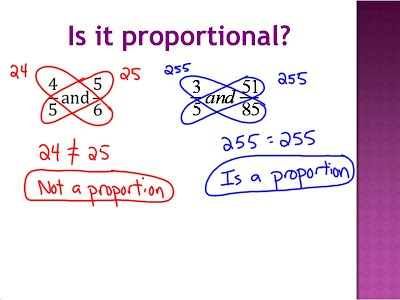 Is it proportional?
24 4/5 and 5/6 25
24 ≠ 25
Not a proportion
255 3/5 and 51/85 255
255 = 255
Is a proportion